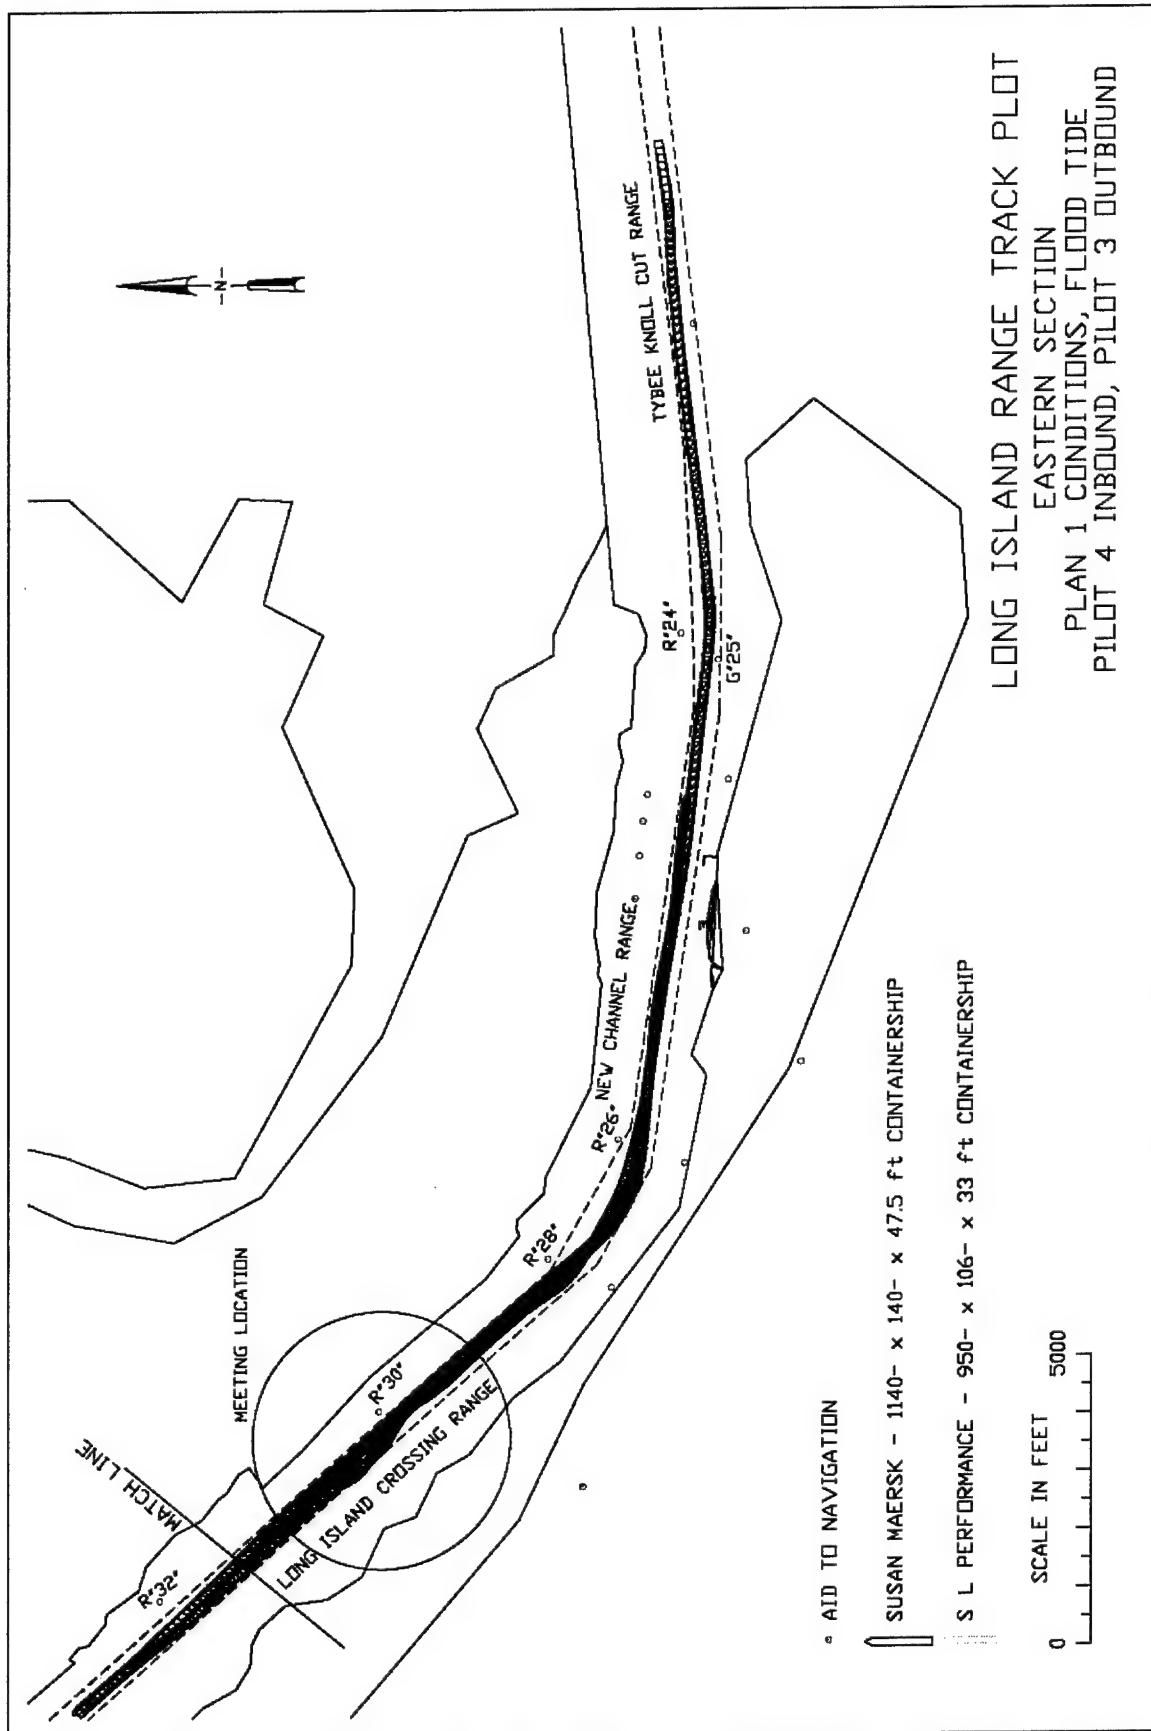 MEETING LOCATION
MATCH LINE
R"32"
R"30"
LONG ISLAND CROSSING RANGE
R"28"
R"26"
NEW CHANNEL RANGE
R"24"
G"25"
TYBEE KNOLL CUT RANGE
-N-
AID TO NAVIGATION
SUSAN MAERSK - 1140- x 140- x 47.5 ft CONTAINERSHIP
S L PERFORMANCE - 950- x 106- x 33 ft CONTAINERSHIP
SCALE IN FEET
0 5000
LONG ISLAND RANGE TRACK PLOT
EASTERN SECTION
PLAN 1 CONDITIONS, FLOOD TIDE
PILOT 4 INBOUND, PILOT 3 OUTBOUND